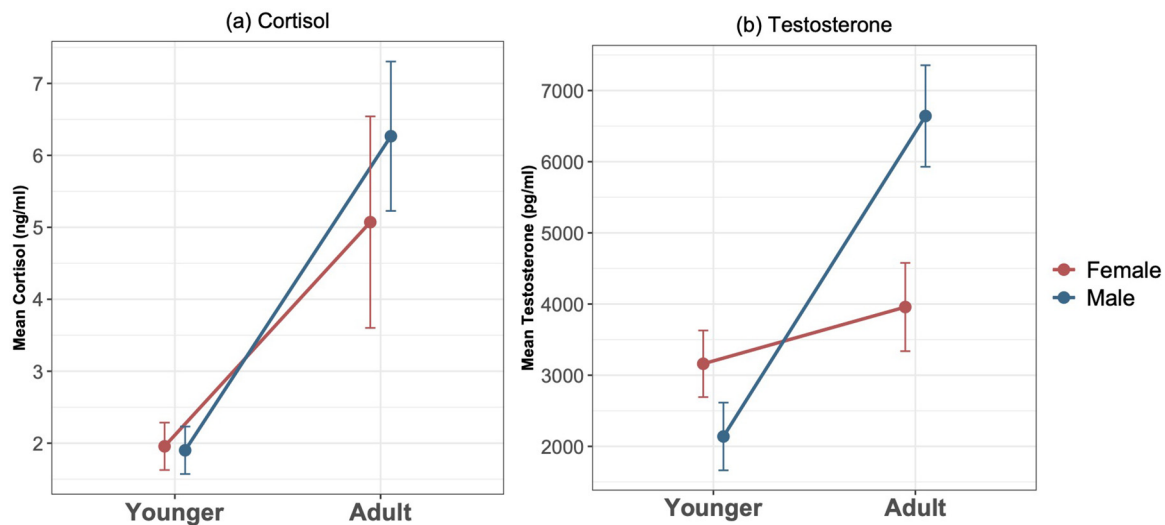 (a) Cortisol
Mean Cortisol (ng/ml)
7
6
5
4
3
2
Younger Adult
(b) Testosterone
Mean Testosterone (pg/ml)
7000
6000
5000
4000
3000
2000
Younger Adult
Female
Male